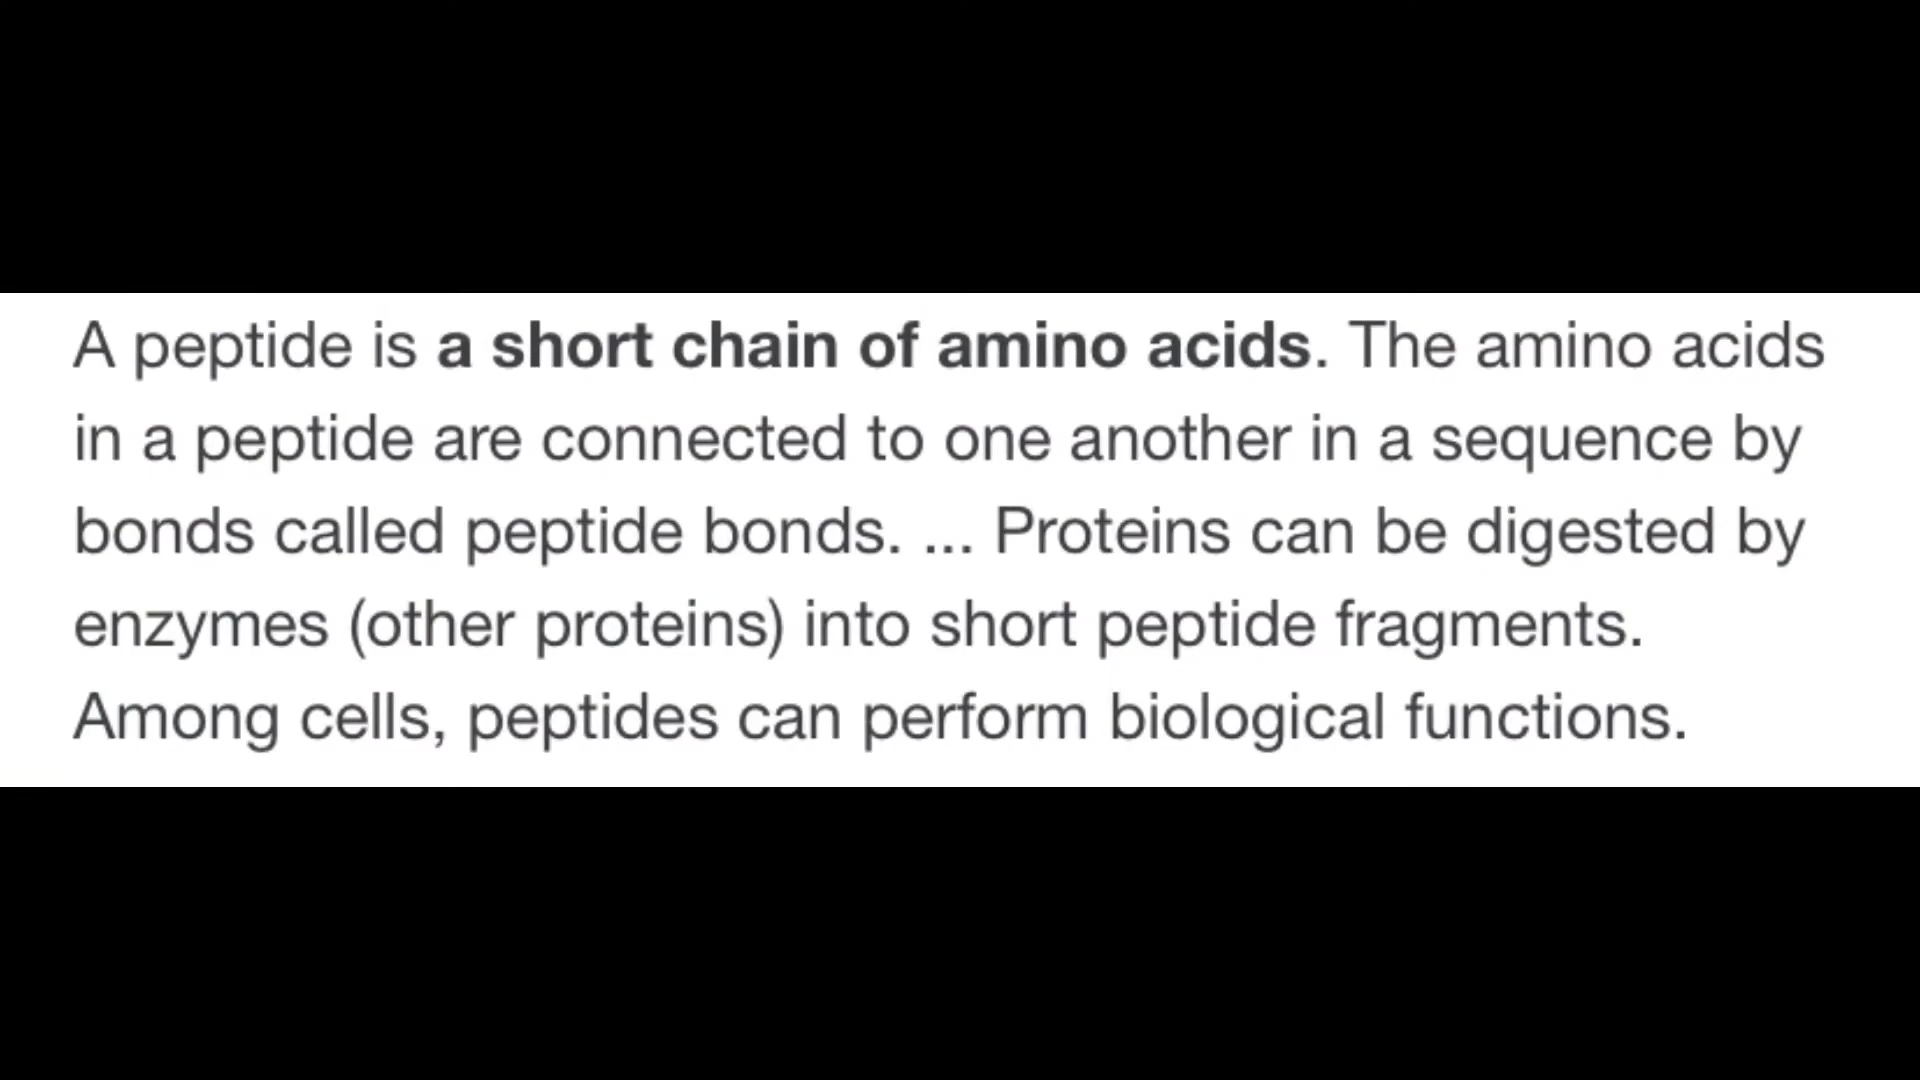 A peptide is a short chain of amino acids. The amino acids
in a peptide are connected to one another in a sequence by
bonds called peptide bonds. ... Proteins can be digested by
enzymes (other proteins) into short peptide fragments.
Among cells, peptides can perform biological functions.